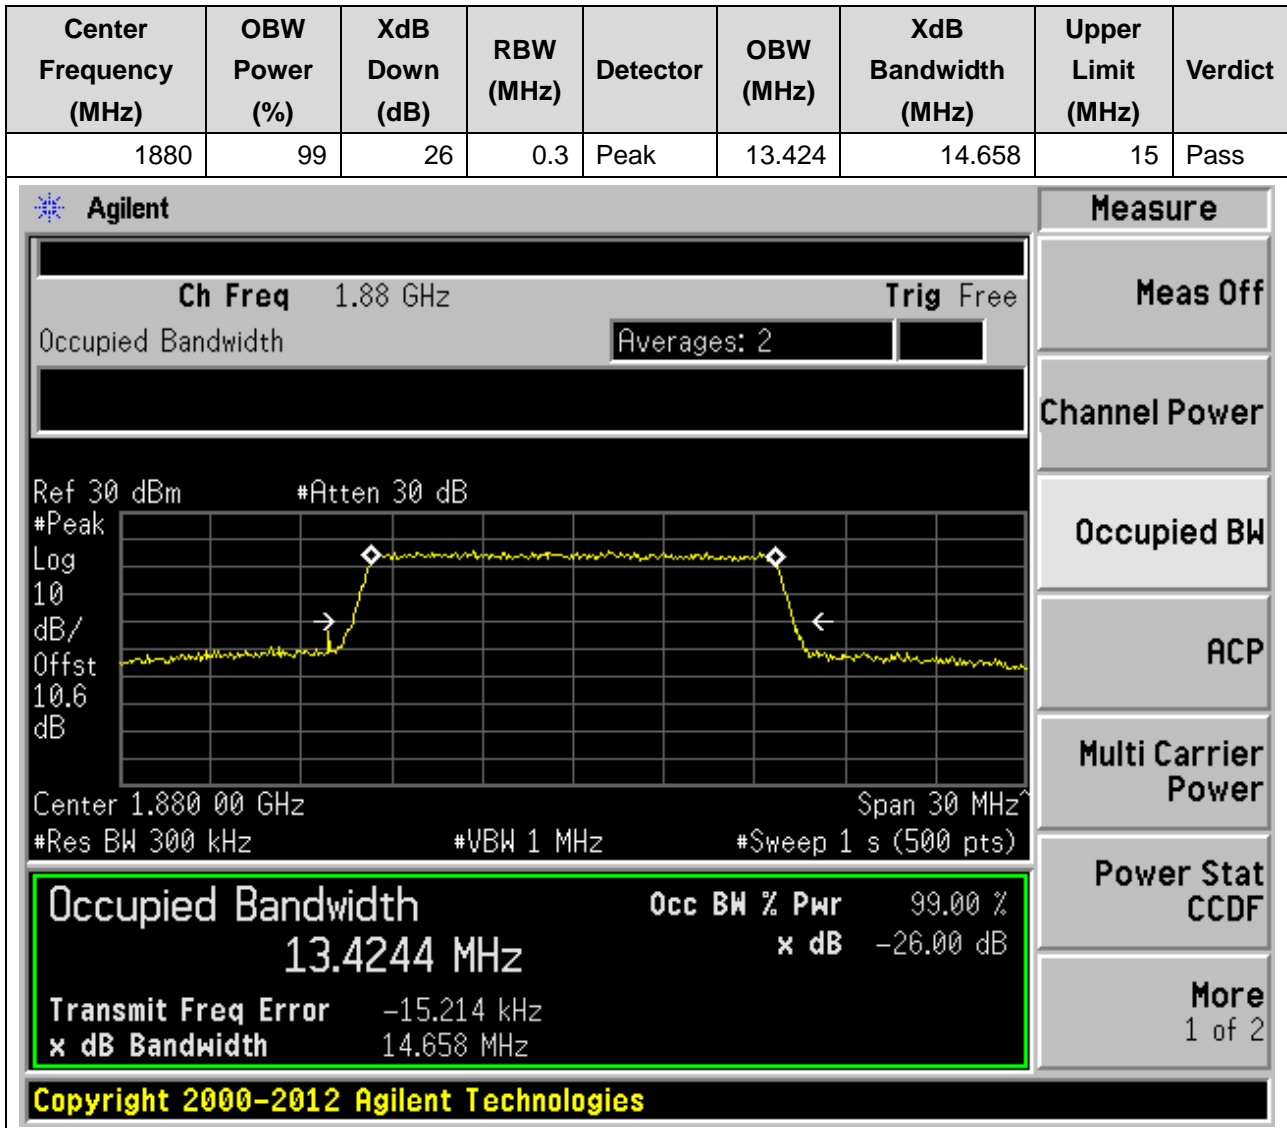 Center Frequency (MHz) OBW Power (%) XdB Down (dB) RBW (MHz) Detector OBW (MHz) XdB Bandwidth (MHz) Upper Limit (MHz) Verdict
1880 99 26 0.3 Peak 13.424 14.658 15 Pass
Agilent
Measure
Ch Freq 1.88 GHz Trig Free
Meas Off
Occupied Bandwidth Averages: 2
Channel Power
Ref 30 dBm #Atten 30 dB
#Peak
Log
10
dB/
Offst
10.6
dB
Occupied BW
ACP
Multi Carrier
Power
Center 1.880 00 GHz Span 30 MHz^
#Res BW 300 kHz #VBW 1 MHz #Sweep 1 s (500 pts)
Power Stat
CCDF
Occupied Bandwidth Occ BW % Pwr 99.00 %
13.4244 MHz x dB -26.00 dB
Transmit Freq Error -15.214 kHz
x dB Bandwidth 14.658 MHz
More
1 of 2
Copyright 2000-2012 Agilent Technologies